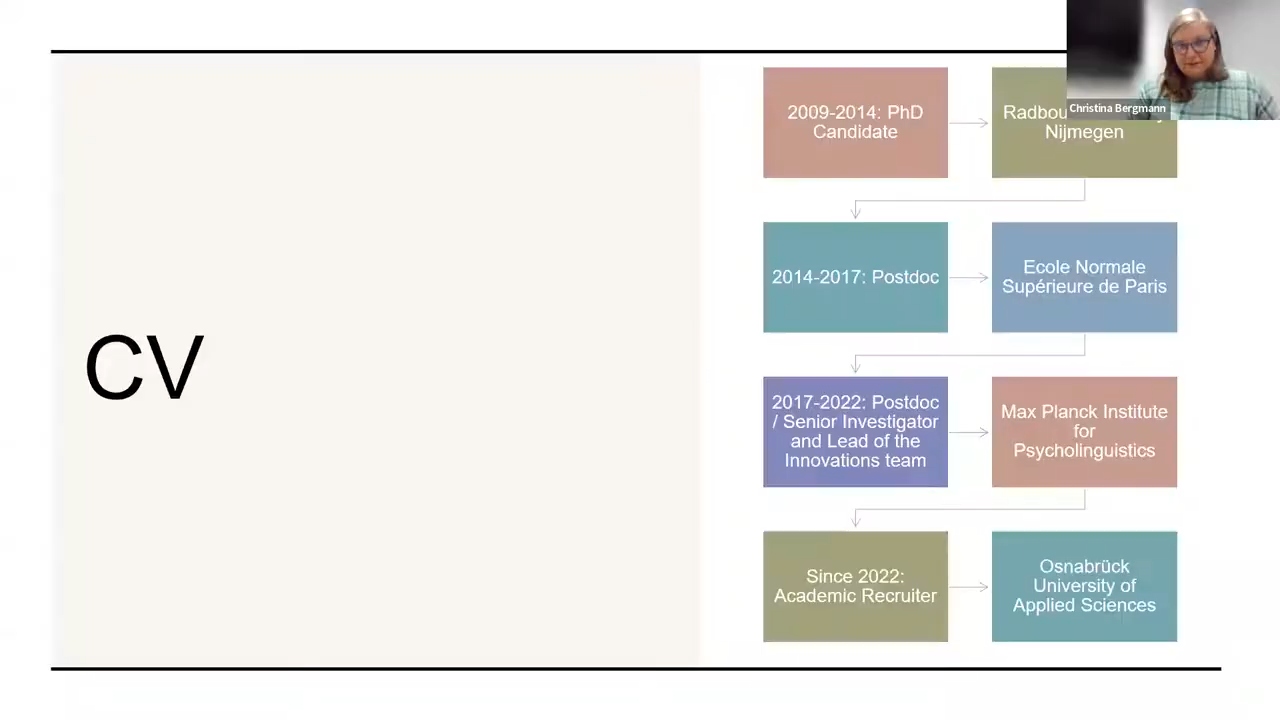 Christina Bergmann
CV
2009-2014: PhD
Candidate
Nijmegen
2014-2017: Postdoc
Ecole Normale
Supérieure de Paris
2017-2022: Postdoc
/ Senior Investigator
and Lead of the
Innovations team
Max Planck Institute
for
Psycholinguistics
Since 2022:
Academic Recruiter
Osnabrück
University of
Applied Sciences